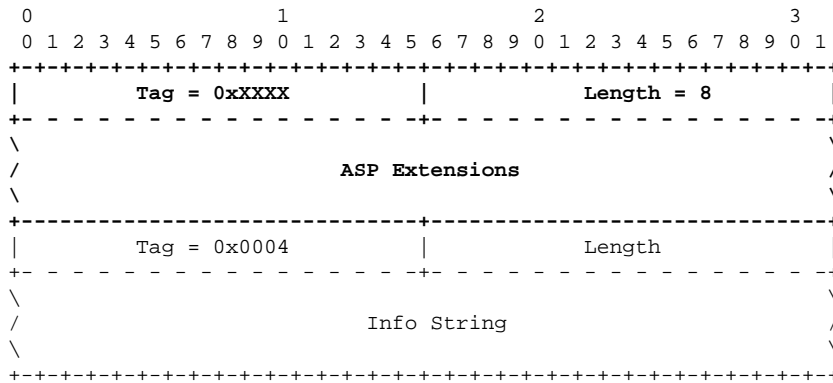 0                   1                   2                   3
 0 1 2 3 4 5 6 7 8 9 0 1 2 3 4 5 6 7 8 9 0 1 2 3 4 5 6 7 8 9 0 1
+-+-+-+-+-+-+-+-+-+-+-+-+-+-+-+-+-+-+-+-+-+-+-+-+-+-+-+-+-+-+-+-+
|         Tag = 0xXXXX          |            Length = 8         |
+- - - - - - - - - - - - - - - -+- - - - - - - - - - - - - - - -+
\                                                               \
/                         ASP Extensions                        /
\                                                               \
+-------------------------------+-------------------------------+
|         Tag = 0x0004          |            Length             |
+- - - - - - - - - - - - - - - -+- - - - - - - - - - - - - - - -+
\                                                               \
/                           Info String                         /
\                                                               \
+-+-+-+-+-+-+-+-+-+-+-+-+-+-+-+-+-+-+-+-+-+-+-+-+-+-+-+-+-+-+-+-+